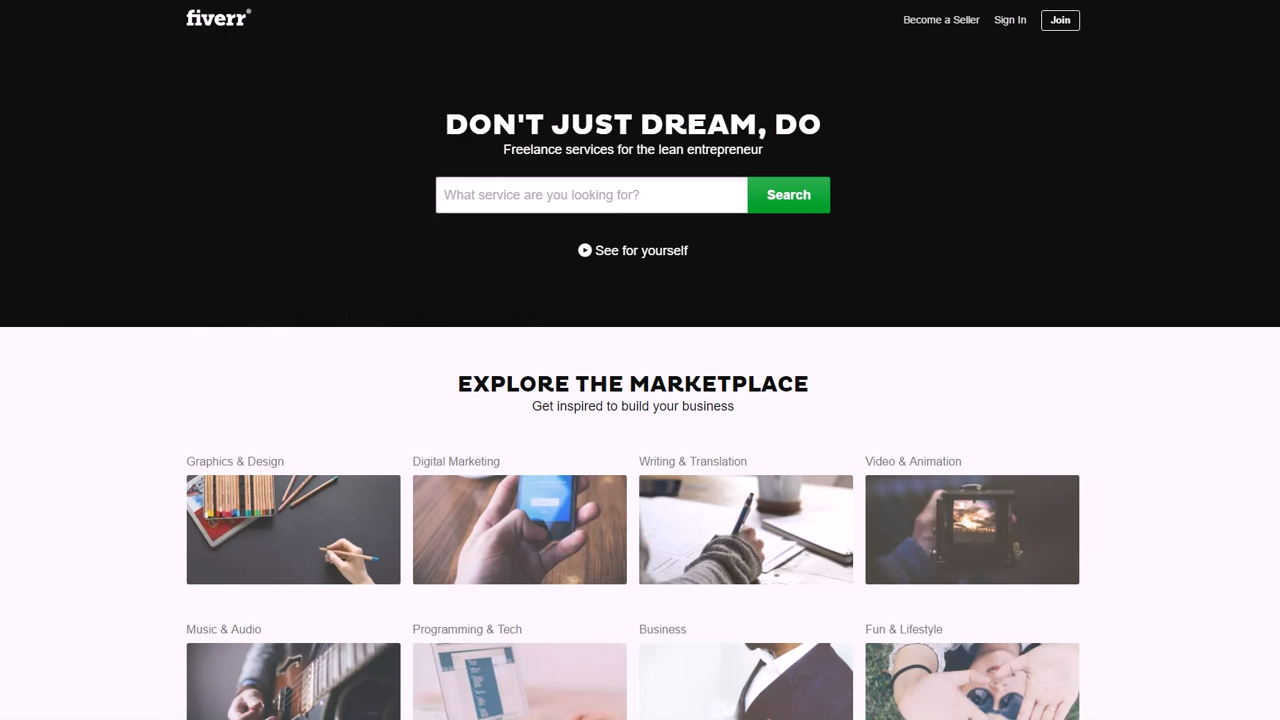 fiverr®
Become a Seller Sign In Join
DON'T JUST DREAM, DO
Freelance services for the lean entrepreneur
What service are you looking for? Search
See for yourself
EXPLORE THE MARKETPLACE
Get inspired to build your business
Graphics & Design Digital Marketing Writing & Translation Video & Animation
Music & Audio Programming & Tech Business Fun & Lifestyle